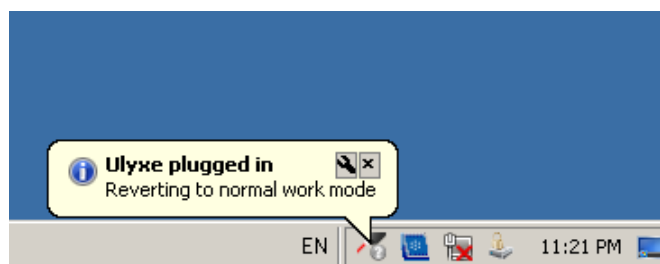 Ulyxe plugged in
Reverting to normal work mode
EN 11:21 PM